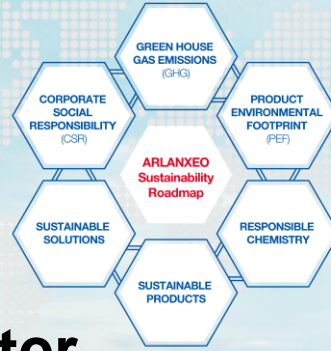 GREEN HOUSE
GAS EMISSIONS
(GHG)
CORPORATE
SOCIAL
RESPONSIBILITY
(CSR)
PRODUCT
ENVIRONMENTAL
FOOTPRINT
(PEF)
ARLANXEO
Sustainability
Roadmap
SUSTAINABLE
SOLUTIONS
RESPONSIBLE
CHEMISTRY
SUSTAINABLE
PRODUCTS